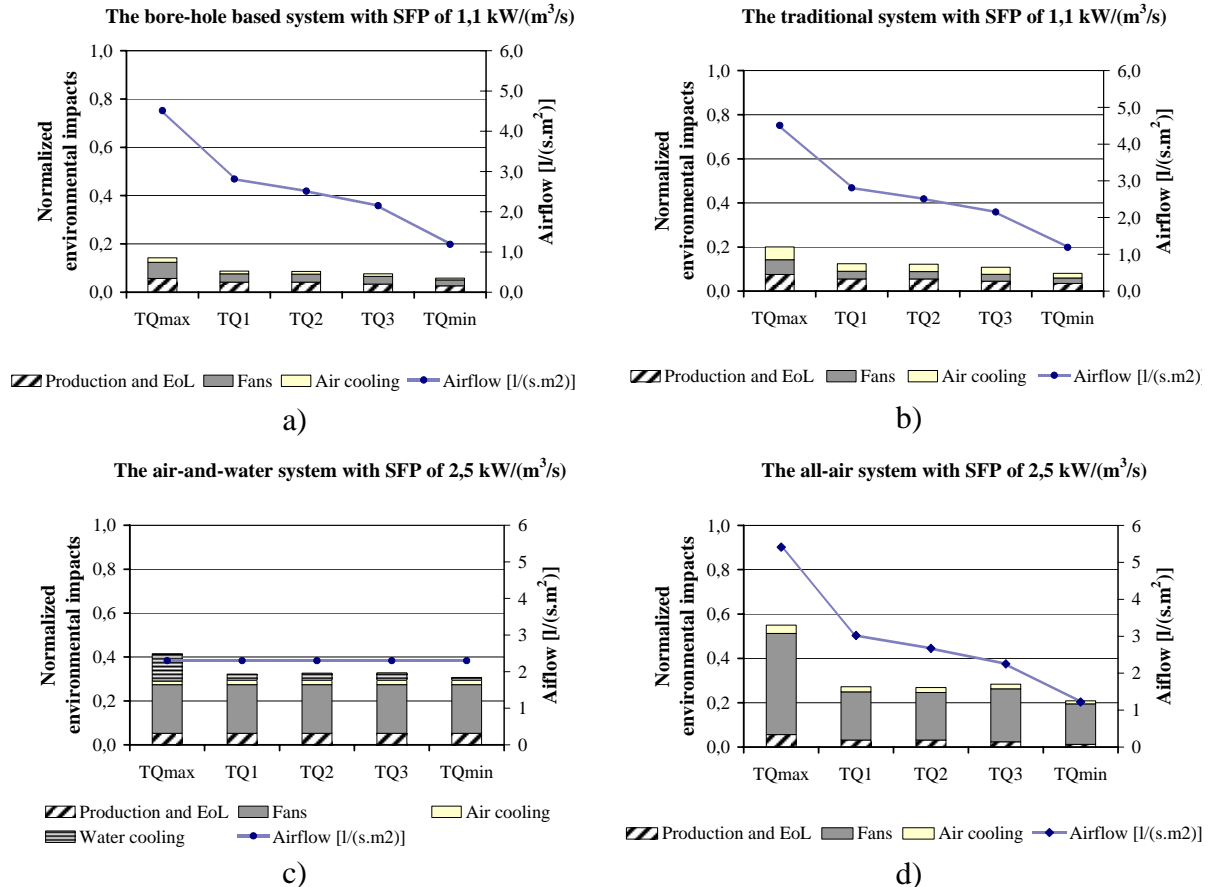 The bore-hole based system with SFP of 1,1 kW/(m³/s)
Normalized
environmental impacts
1,0
0,8
0,6
0,4
0,2
0,0
6,0
5,0
4,0
3,0
2,0
1,0
0,0
Airflow [l/(s.m²)]
TQmax TQ1 TQ2 TQ3 TQmin
Production and EoL Fans Air cooling Airflow [l/(s.m2)]
a)
The traditional system with SFP of 1,1 kW/(m³/s)
Normalized
environmental impacts
1,0
0,8
0,6
0,4
0,2
0,0
6,0
5,0
4,0
3,0
2,0
1,0
0,0
Airflow [l/(s.m²)]
TQmax TQ1 TQ2 TQ3 TQmin
Production and EoL Fans Air cooling Airflow [l/(s.m2)
b)
The air-and-water system with SFP of 2,5 kW/(m³/s)
Normalized
environmental impacts
1,0
0,8
0,6
0,4
0,2
0,0
6
5
4
3
2
1
0
Aiflow [l/(s.m²)]
TQmax TQ1 TQ2 TQ3 TQmin
Production and EoL Fans Air cooling
Water cooling Airflow [l/(s.m2)]
c)
The all-air system with SFP of 2,5 kW/(m³/s)
Normalized
environmental impacts
1,0
0,8
0,6
0,4
0,2
0,0
6
5
4
3
2
1
0
Aiflow [l/(s.m²)]
TQmax TQ1 TQ2 TQ3 TQmin
Production and EoL Fans Air cooling Airflow [l/(s.m2)]
d)